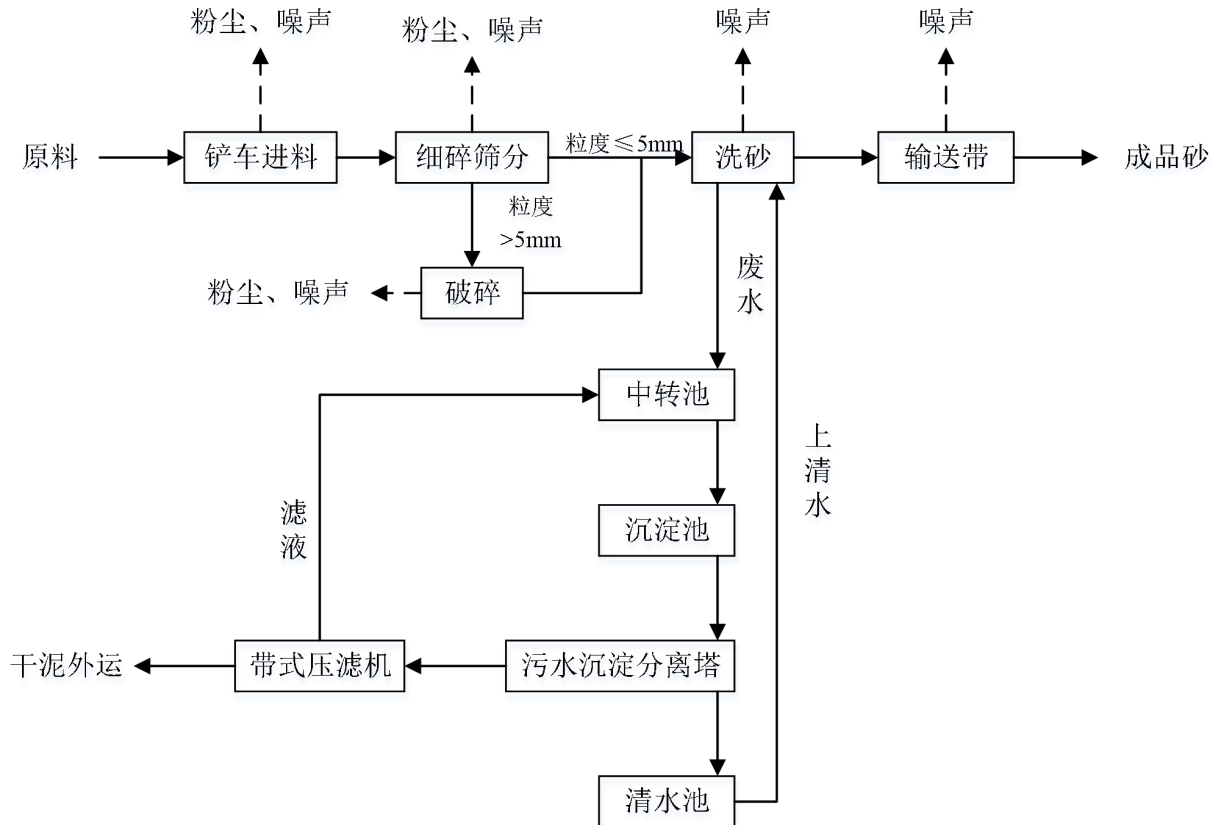 粉尘、噪声
粉尘、噪声
噪声
噪声
原料
铲车进料
细碎筛分
粒度≤5mm
洗砂
输送带
成品砂
粒度
>5mm
粉尘、噪声
破碎
废水
中转池
上清水
滤液
沉淀池
干泥外运
带式压滤机
污水沉淀分离塔
清水池